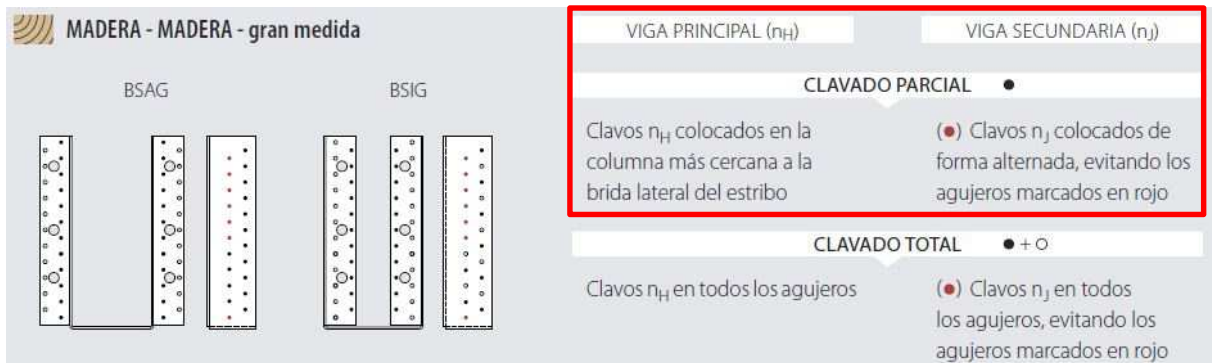 MADERA - MADERA - gran medida
BSAG
BSIG
VIGA PRINCIPAL (nH)
VIGA SECUNDARIA (nJ)
CLAVADO PARCIAL ●
Clavos nH colocados en la
columna más cercana a la
brida lateral del estribo
(●) Clavos nJ colocados de
forma alternada, evitando los
agujeros marcados en rojo
CLAVADO TOTAL ● + ○
Clavos nH en todos los agujeros
(●) Clavos nJ en todos
los agujeros, evitando los
agujeros marcados en rojo